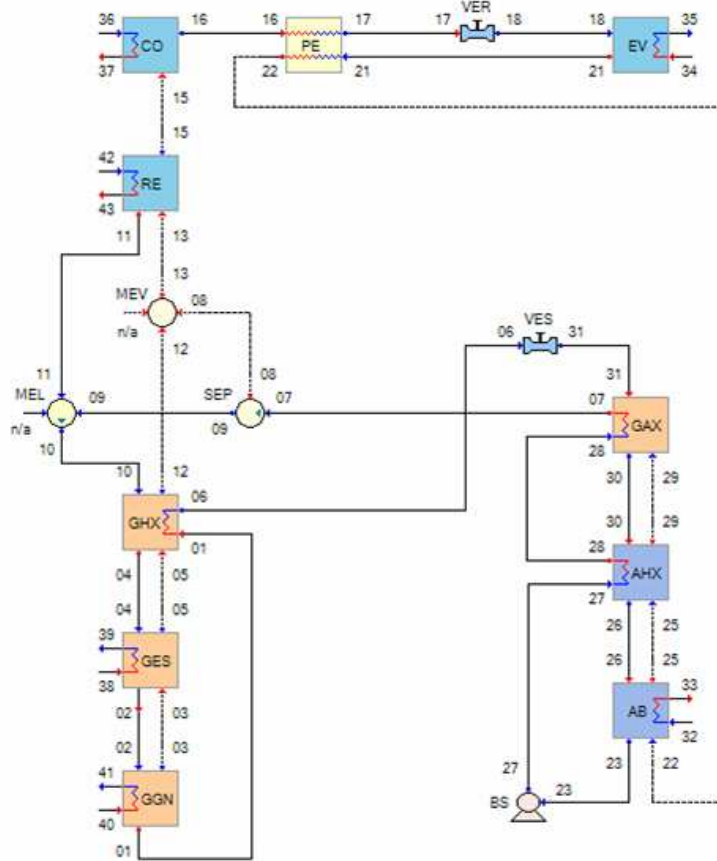 36 16 16 17 17 VER 18 18 35
CO PE EV
37 22 21 21 34
15
15
42
RE
43
11 13
13
MEV 08
n/a 12
VES
06 31
08
11 31
MEL 09 SEP 07 07
n/a 09 GAX
10 28
10 12 30 29
06 30 29
GHX
01 28
AHX
04 05 27
04 05 26 25
39 26 25
GES
38 33
02 03 AB
32
02 03 27 23 22
41 BS 23
GGN
40
01